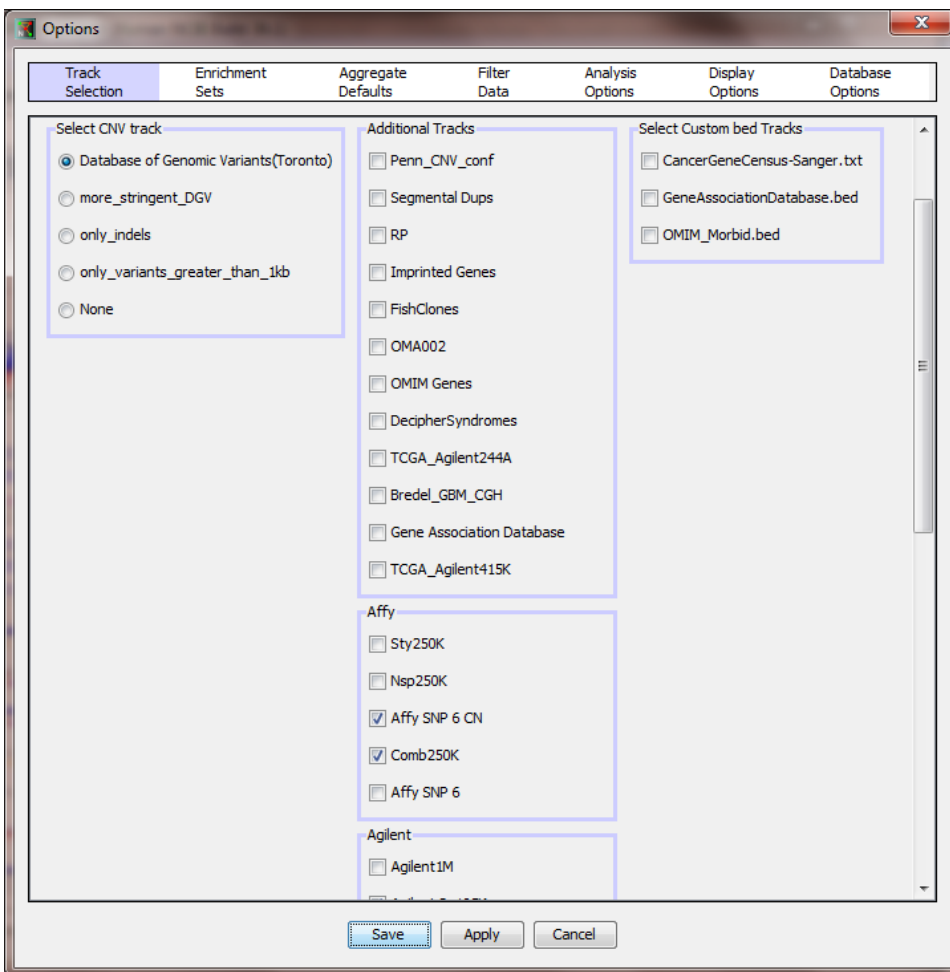 Options
Track Selection
Enrichment Sets
Aggregate Defaults
Filter Data
Analysis Options
Display Options
Database Options
Select CNV track
Database of Genomic Variants(Toronto)
more_stringent_DGV
only_indels
only_variants_greater_than_1kb
None
Additional Tracks
Penn_CNV_conf
Segmental Dups
RP
Imprinted Genes
FishClones
OMA002
OMIM Genes
DecipherSyndromes
TCGA_Agilent244A
Bredel_GBM_CGH
Gene Association Database
TCGA_Agilent415K
Affy
Sty250K
Nsp250K
Affy SNP 6 CN
Comb250K
Affy SNP 6
Agilent
Agilent1M
Select Custom bed Tracks
CancerGeneCensus-Sanger.txt
GeneAssociationDatabase.bed
OMIM_Morbid.bed
Save
Apply
Cancel